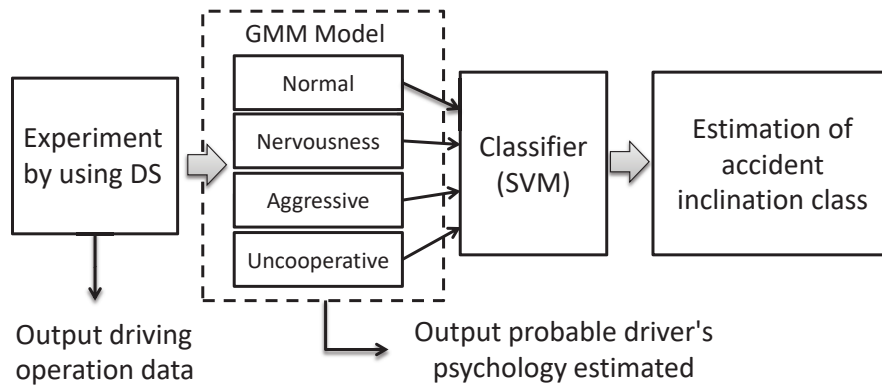 GMM Model
Normal
Nervousness
Aggressive
Uncooperative
Experiment
by using DS
Classifier
(SVM)
Estimation of
accident
inclination class
Output driving
operation data
Output probable driver's
psychology estimated